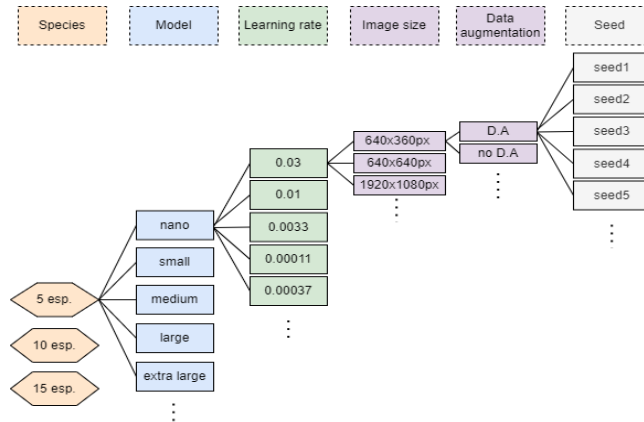 Species
Model
Learning rate
Image size
Data
augmentation
Seed
5 esp.
10 esp.
15 esp.
nano
small
medium
large
extra large
0.03
0.01
0.0033
0.00011
0.00037
640x360px
640x640px
1920x1080px
D.A
no D.A
seed1
seed2
seed3
seed4
seed5